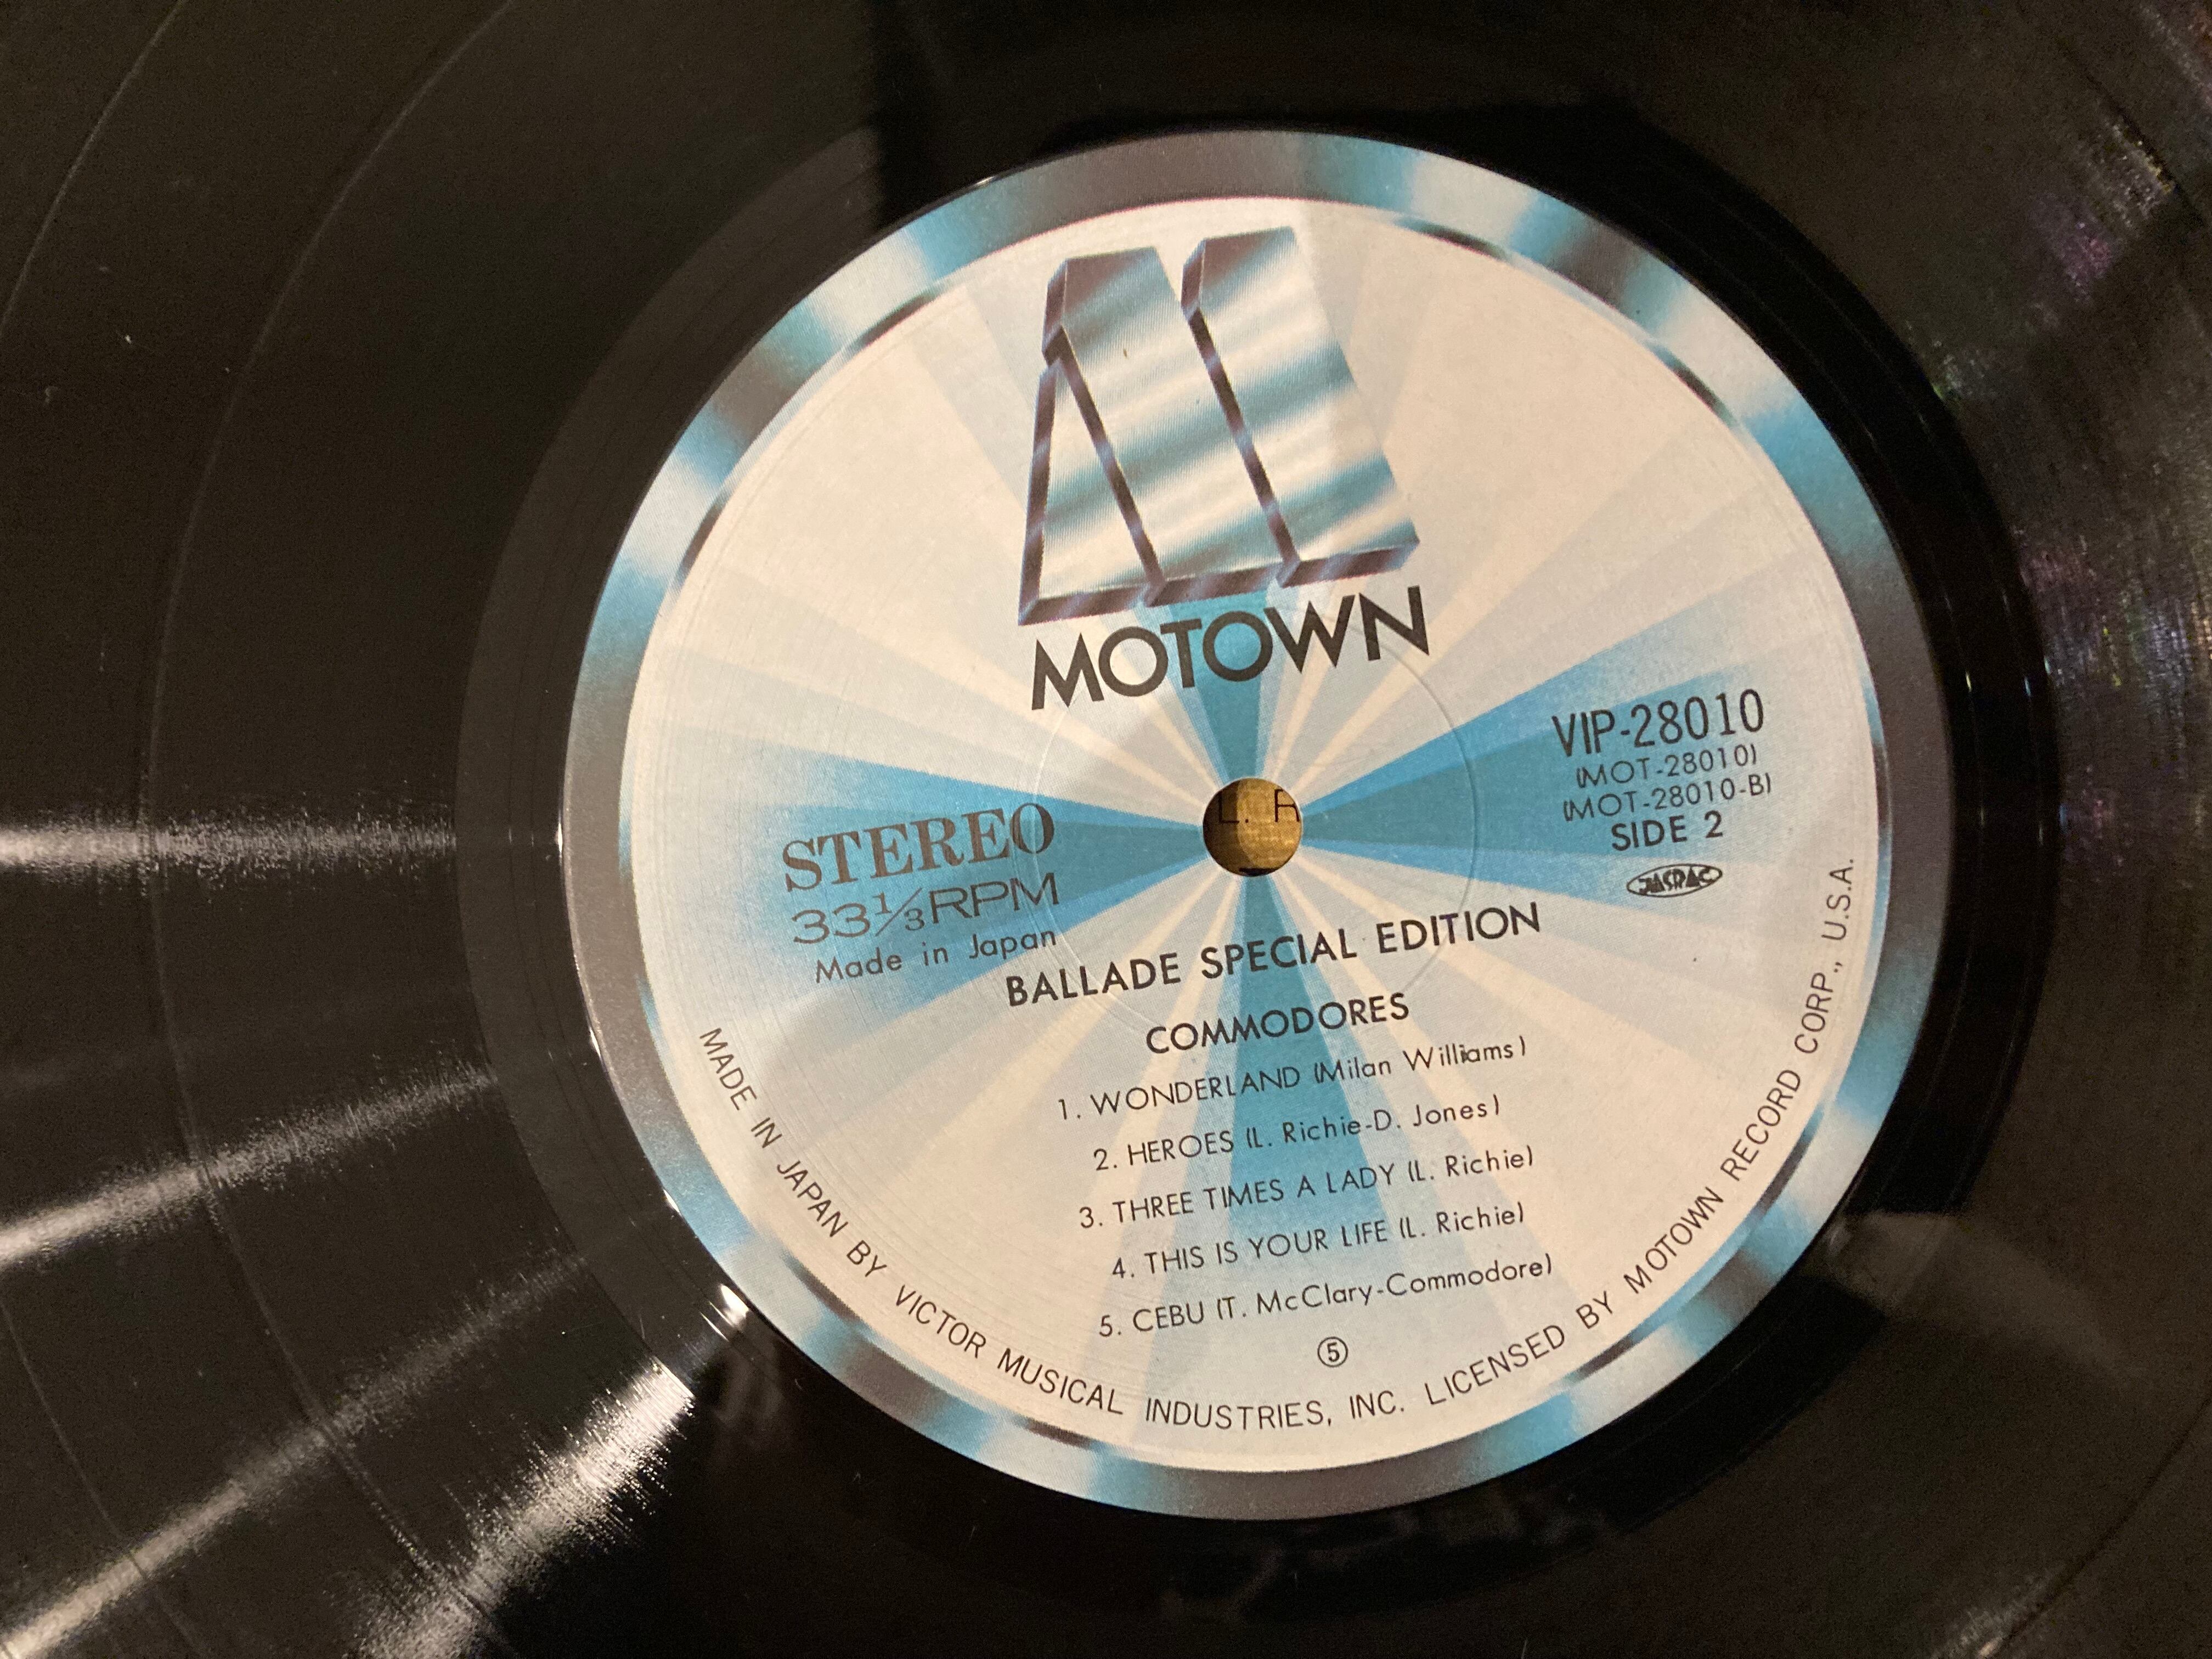 MOTOWN
VIP-28010
(MOT-28010)
(MOT-28010-B)
SIDE 2
JASRAC
STEREO
33⅓RPM
Made in Japan
L. R
BALLADE SPECIAL EDITION
COMMODORES
1. WONDERLAND (Milan Williams)
2. HEROES (L. Richie-D. Jones)
3. THREE TIMES A LADY (L. Richie)
4. THIS IS YOUR LIFE (L. Richie)
5. CEBU (T. McClary-Commodore)
⑤
MADE IN JAPAN BY VICTOR MUSICAL INDUSTRIES, INC. LICENSED BY MOTOWN RECORD CORP., U.S.A.